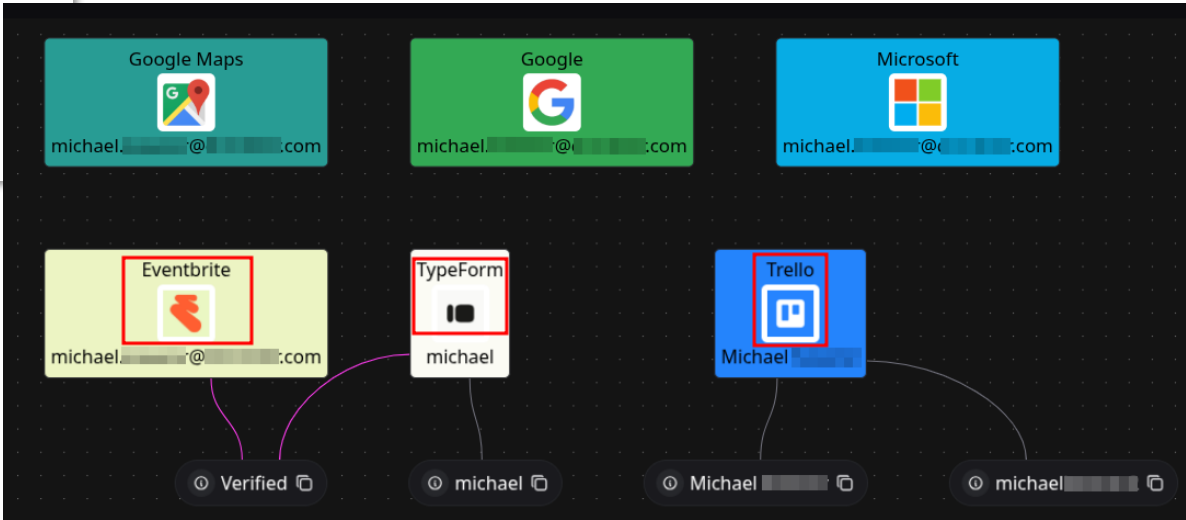 Google Maps
G
michael. @ .com
Google
michael. @ .com
Microsoft
michael. @ .com
Eventbrite
michael. @ .com
TypeForm
michael
Trello
Michael
Verified
michael
Michael
michael